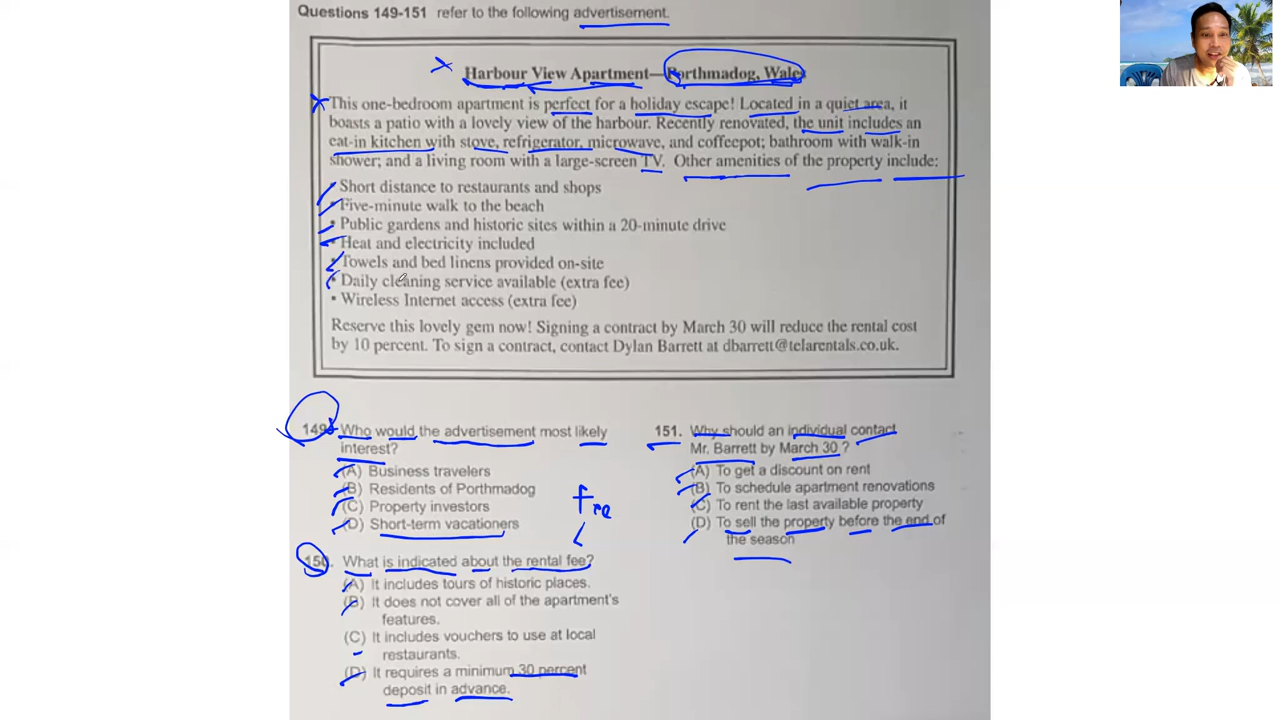 Questions 149-151 refer to the following advertisement.
Harbour View Apartment—Porthmadog, Wales
This one-bedroom apartment is perfect for a holiday escape! Located in a quiet area, it
boasts a patio with a lovely view of the harbour. Recently renovated, the unit includes an
eat-in kitchen with stove, refrigerator, microwave, and coffeepot; bathroom with walk-in
shower; and a living room with a large-screen TV. Other amenities of the property include:
• Short distance to restaurants and shops
• Five-minute walk to the beach
• Public gardens and historic sites within a 20-minute drive
• Heat and electricity included
• Towels and bed linens provided on-site
• Daily cleaning service available (extra fee)
• Wireless Internet access (extra fee)
Reserve this lovely gem now! Signing a contract by March 30 will reduce the rental cost
by 10 percent. To sign a contract, contact Dylan Barrett at dbarrett@telarentals.co.uk.
149. Who would the advertisement most likely
interest?
(A) Business travelers
(B) Residents of Porthmadog
(C) Property investors
(D) Short-term vacationers
150. What is indicated about the rental fee?
(A) It includes tours of historic places.
(B) It does not cover all of the apartment's
features.
(C) It includes vouchers to use at local
restaurants.
(D) It requires a minimum 30 percent
deposit in advance.
151. Why should an individual contact
Mr. Barrett by March 30 ?
(A) To get a discount on rent
(B) To schedule apartment renovations
(C) To rent the last available property
(D) To sell the property before the end of
the season